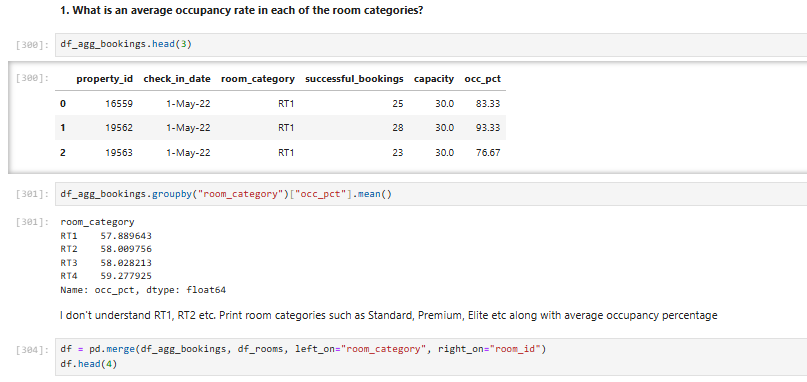 1. What is an average occupancy rate in each of the room categories?
[300]: df_agg_bookings.head(3)
[300]: property_id check_in_date room_category successful_bookings capacity occ_pct
0 16559 1-May-22 RT1 25 30.0 83.33
1 19562 1-May-22 RT1 28 30.0 93.33
2 19563 1-May-22 RT1 23 30.0 76.67
[301]: df_agg_bookings.groupby("room_category")["occ_pct"].mean()
[301]: room_category
RT1 57.889643
RT2 58.009756
RT3 58.028213
RT4 59.277925
Name: occ_pct, dtype: float64
I don't understand RT1, RT2 etc. Print room categories such as Standard, Premium, Elite etc along with average occupancy percentage
[304]: df = pd.merge(df_agg_bookings, df_rooms, left_on="room_category", right_on="room_id")
df.head(4)